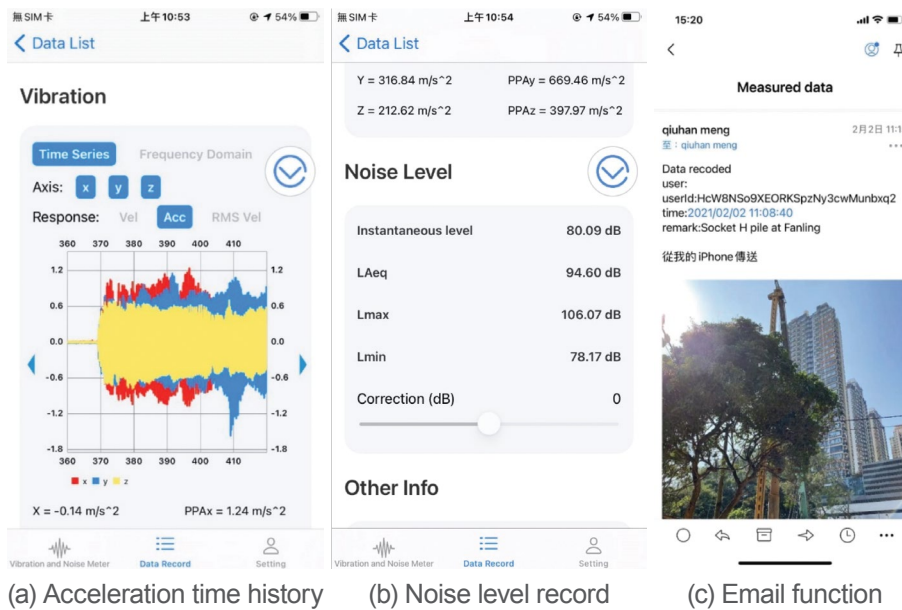 無SIM卡 上午10:53 54%
Data List
Vibration
Time Series Frequency Domain
Axis: x y z
Response: Vel Acc RMS Vel
360 370 380 390 400 410
1.2 1.2
0.6 0.6
0.0 0.0
-0.6 -0.6
-1.2 -1.2
-1.8 -1.8
360 370 380 390 400 410
x y z
X = -0.14 m/s^2 PPAx = 1.24 m/s^2
Vibration and Noise Meter Data Record Setting
(a) Acceleration time history
無SIM卡 上午10:54 54%
Data List
Y = 316.84 m/s^2 PPAy = 669.46 m/s^2
Z = 212.62 m/s^2 PPAz = 397.97 m/s^2
Noise Level
Instantaneous level 80.09 dB
LAeq 94.60 dB
Lmax 106.07 dB
Lmin 78.17 dB
Correction (dB) 0
Other Info
Vibration and Noise Meter Data Record Setting
(b) Noise level record
15:20
Measured data
qiuhan meng 2月2日 11:1
至：qiuhan meng
Data recoded
user:
userId:HcW8NSo9XEORKSpzNy3cwMunbxq2
time:2021/02/02 11:08:40
remark:Socket H pile at Fanling
從我的 iPhone 傳送
(c) Email function